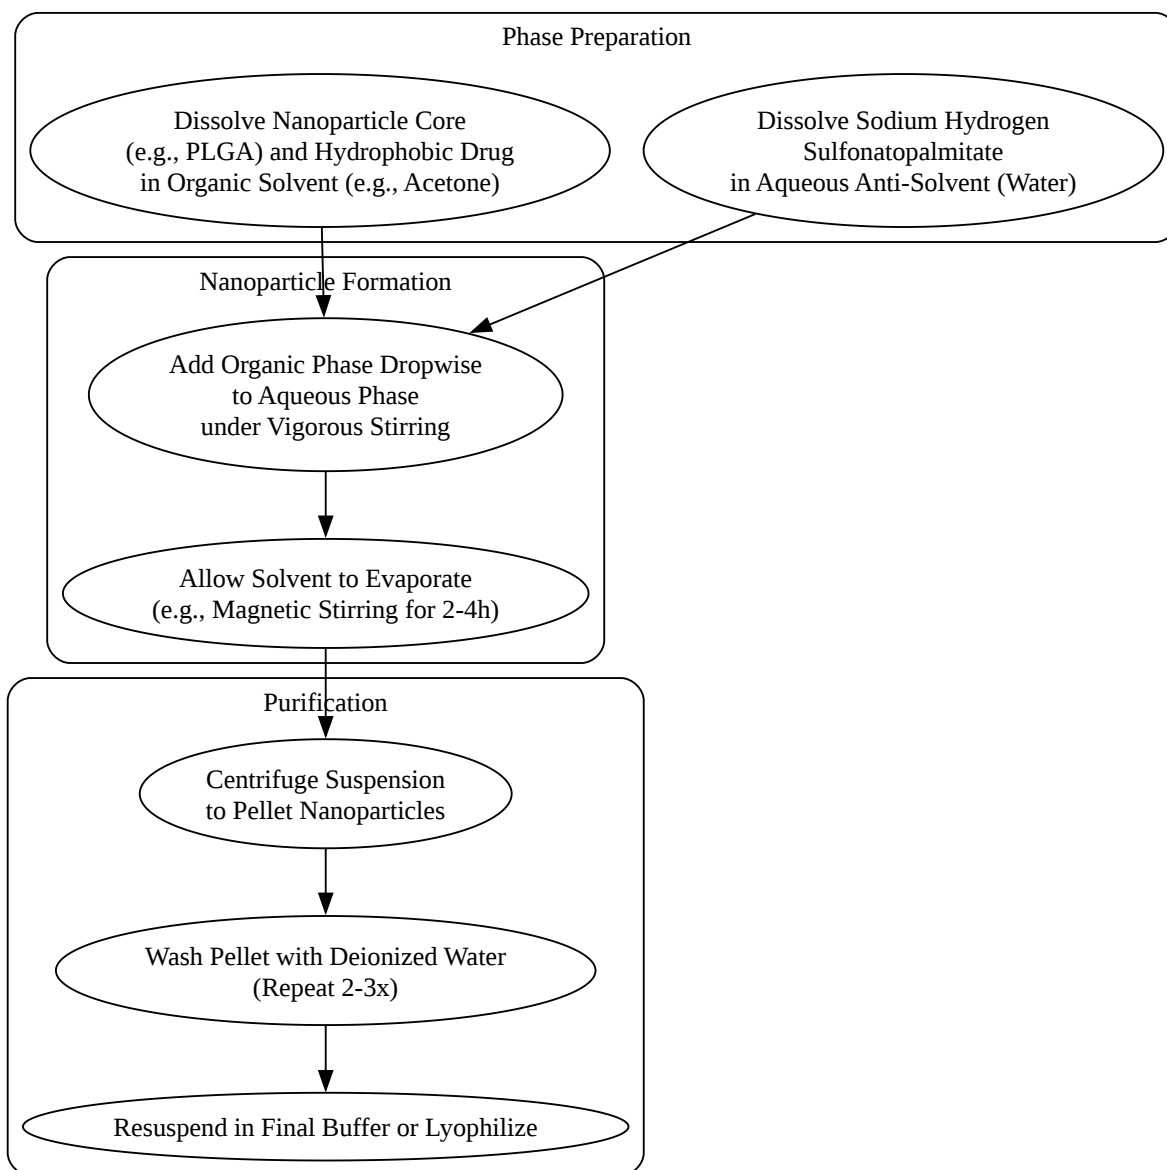 Phase Preparation
Dissolve Nanoparticle Core
(e.g., PLGA) and Hydrophobic Drug
in Organic Solvent (e.g., Acetone)
Dissolve Sodium Hydrogen
Sulfonatopalmitate
in Aqueous Anti-Solvent (Water)
Nanoparticle Formation
Add Organic Phase Dropwise
to Aqueous Phase
under Vigorous Stirring
Allow Solvent to Evaporate
(e.g., Magnetic Stirring for 2-4h)
Purification
Centrifuge Suspension
to Pellet Nanoparticles
Wash Pellet with Deionized Water
(Repeat 2-3x)
Resuspend in Final Buffer or Lyophilize